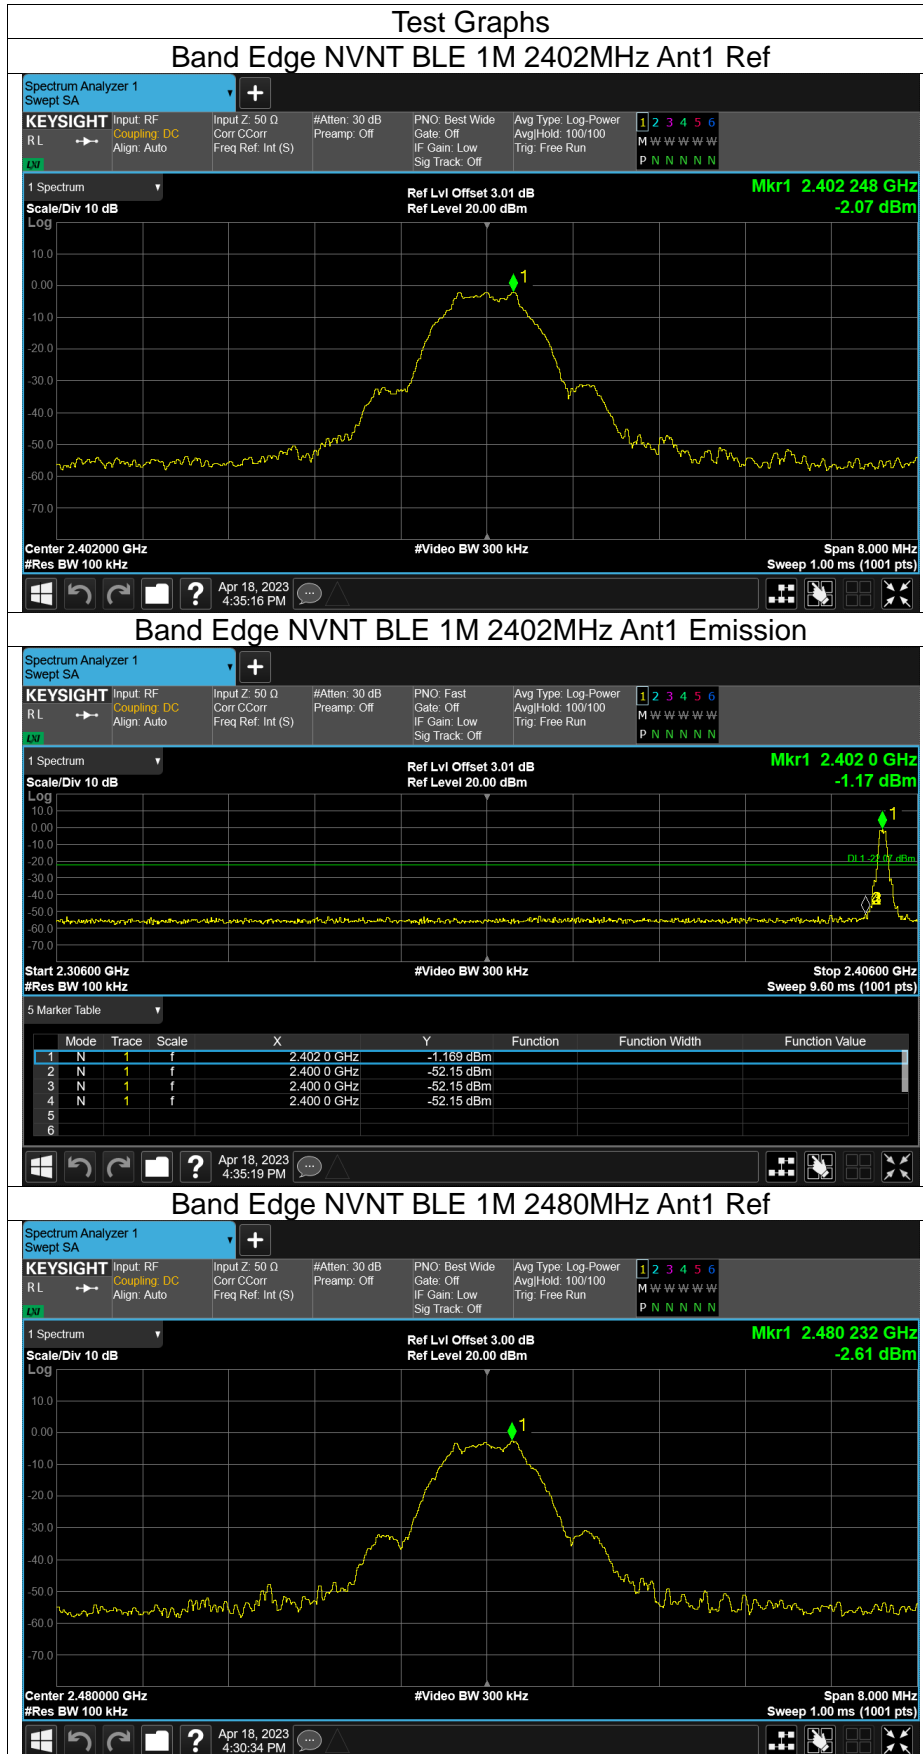 Test Graphs
Band Edge NVNT BLE 1M 2402MHz Ant1 Ref
Spectrum Analyzer 1
Swept SA
KEYSIGHT Input: RF Input Z: 50 Ω #Atten: 30 dB PNO: Best Wide Avg Type: Log-Power 1 2 3 4 5 6
R L Coupling: DC Corr CCorr Preamp: Off Gate: Off Avg|Hold: 100/100 M W W W W W
Align: Auto Freq Ref: Int (S) IF Gain: Low Trig: Free Run
LXI Sig Track: Off P N N N N N
1 Spectrum Ref Lvl Offset 3.01 dB Mkr1 2.402 248 GHz
Scale/Div 10 dB Ref Level 20.00 dBm -2.07 dBm
Log
10.0
1
0.00
-10.0
-20.0
-30.0
-40.0
-50.0
-60.0
-70.0
Center 2.402000 GHz #Video BW 300 kHz Span 8.000 MHz
#Res BW 100 kHz Sweep 1.00 ms (1001 pts)
? Apr 18, 2023
4:35:16 PM
Band Edge NVNT BLE 1M 2402MHz Ant1 Emission
Spectrum Analyzer 1
Swept SA
KEYSIGHT Input: RF Input Z: 50 Ω #Atten: 30 dB PNO: Fast Avg Type: Log-Power 1 2 3 4 5 6
R L Coupling: DC Corr CCorr Preamp: Off Gate: Off Avg|Hold: 100/100 M W W W W W
Align: Auto Freq Ref: Int (S) IF Gain: Low Trig: Free Run
LXI Sig Track: Off P N N N N N
1 Spectrum Ref Lvl Offset 3.01 dB Mkr1 2.402 0 GHz
Scale/Div 10 dB Ref Level 20.00 dBm -1.17 dBm
Log
10.0 1
0.00
-10.0
-20.0 DL1 -22.07 dBm
-30.0
-40.0
-50.0
-60.0
-70.0
Start 2.30600 GHz #Video BW 300 kHz Stop 2.40600 GHz
#Res BW 100 kHz Sweep 9.60 ms (1001 pts)
5 Marker Table
Mode Trace Scale X Y Function Function Width Function Value
1 N 1 f 2.402 0 GHz -1.169 dBm
2 N 1 f 2.400 0 GHz -52.15 dBm
3 N 1 f 2.400 0 GHz -52.15 dBm
4 N 1 f 2.400 0 GHz -52.15 dBm
5
6
? Apr 18, 2023
4:35:19 PM
Band Edge NVNT BLE 1M 2480MHz Ant1 Ref
Spectrum Analyzer 1
Swept SA
KEYSIGHT Input: RF Input Z: 50 Ω #Atten: 30 dB PNO: Best Wide Avg Type: Log-Power 1 2 3 4 5 6
R L Coupling: DC Corr CCorr Preamp: Off Gate: Off Avg|Hold: 100/100 M W W W W W
Align: Auto Freq Ref: Int (S) IF Gain: Low Trig: Free Run
LXI Sig Track: Off P N N N N N
1 Spectrum Ref Lvl Offset 3.00 dB Mkr1 2.480 232 GHz
Scale/Div 10 dB Ref Level 20.00 dBm -2.61 dBm
Log
10.0
1
0.00
-10.0
-20.0
-30.0
-40.0
-50.0
-60.0
-70.0
Center 2.480000 GHz #Video BW 300 kHz Span 8.000 MHz
#Res BW 100 kHz Sweep 1.00 ms (1001 pts)
? Apr 18, 2023
4:30:34 PM